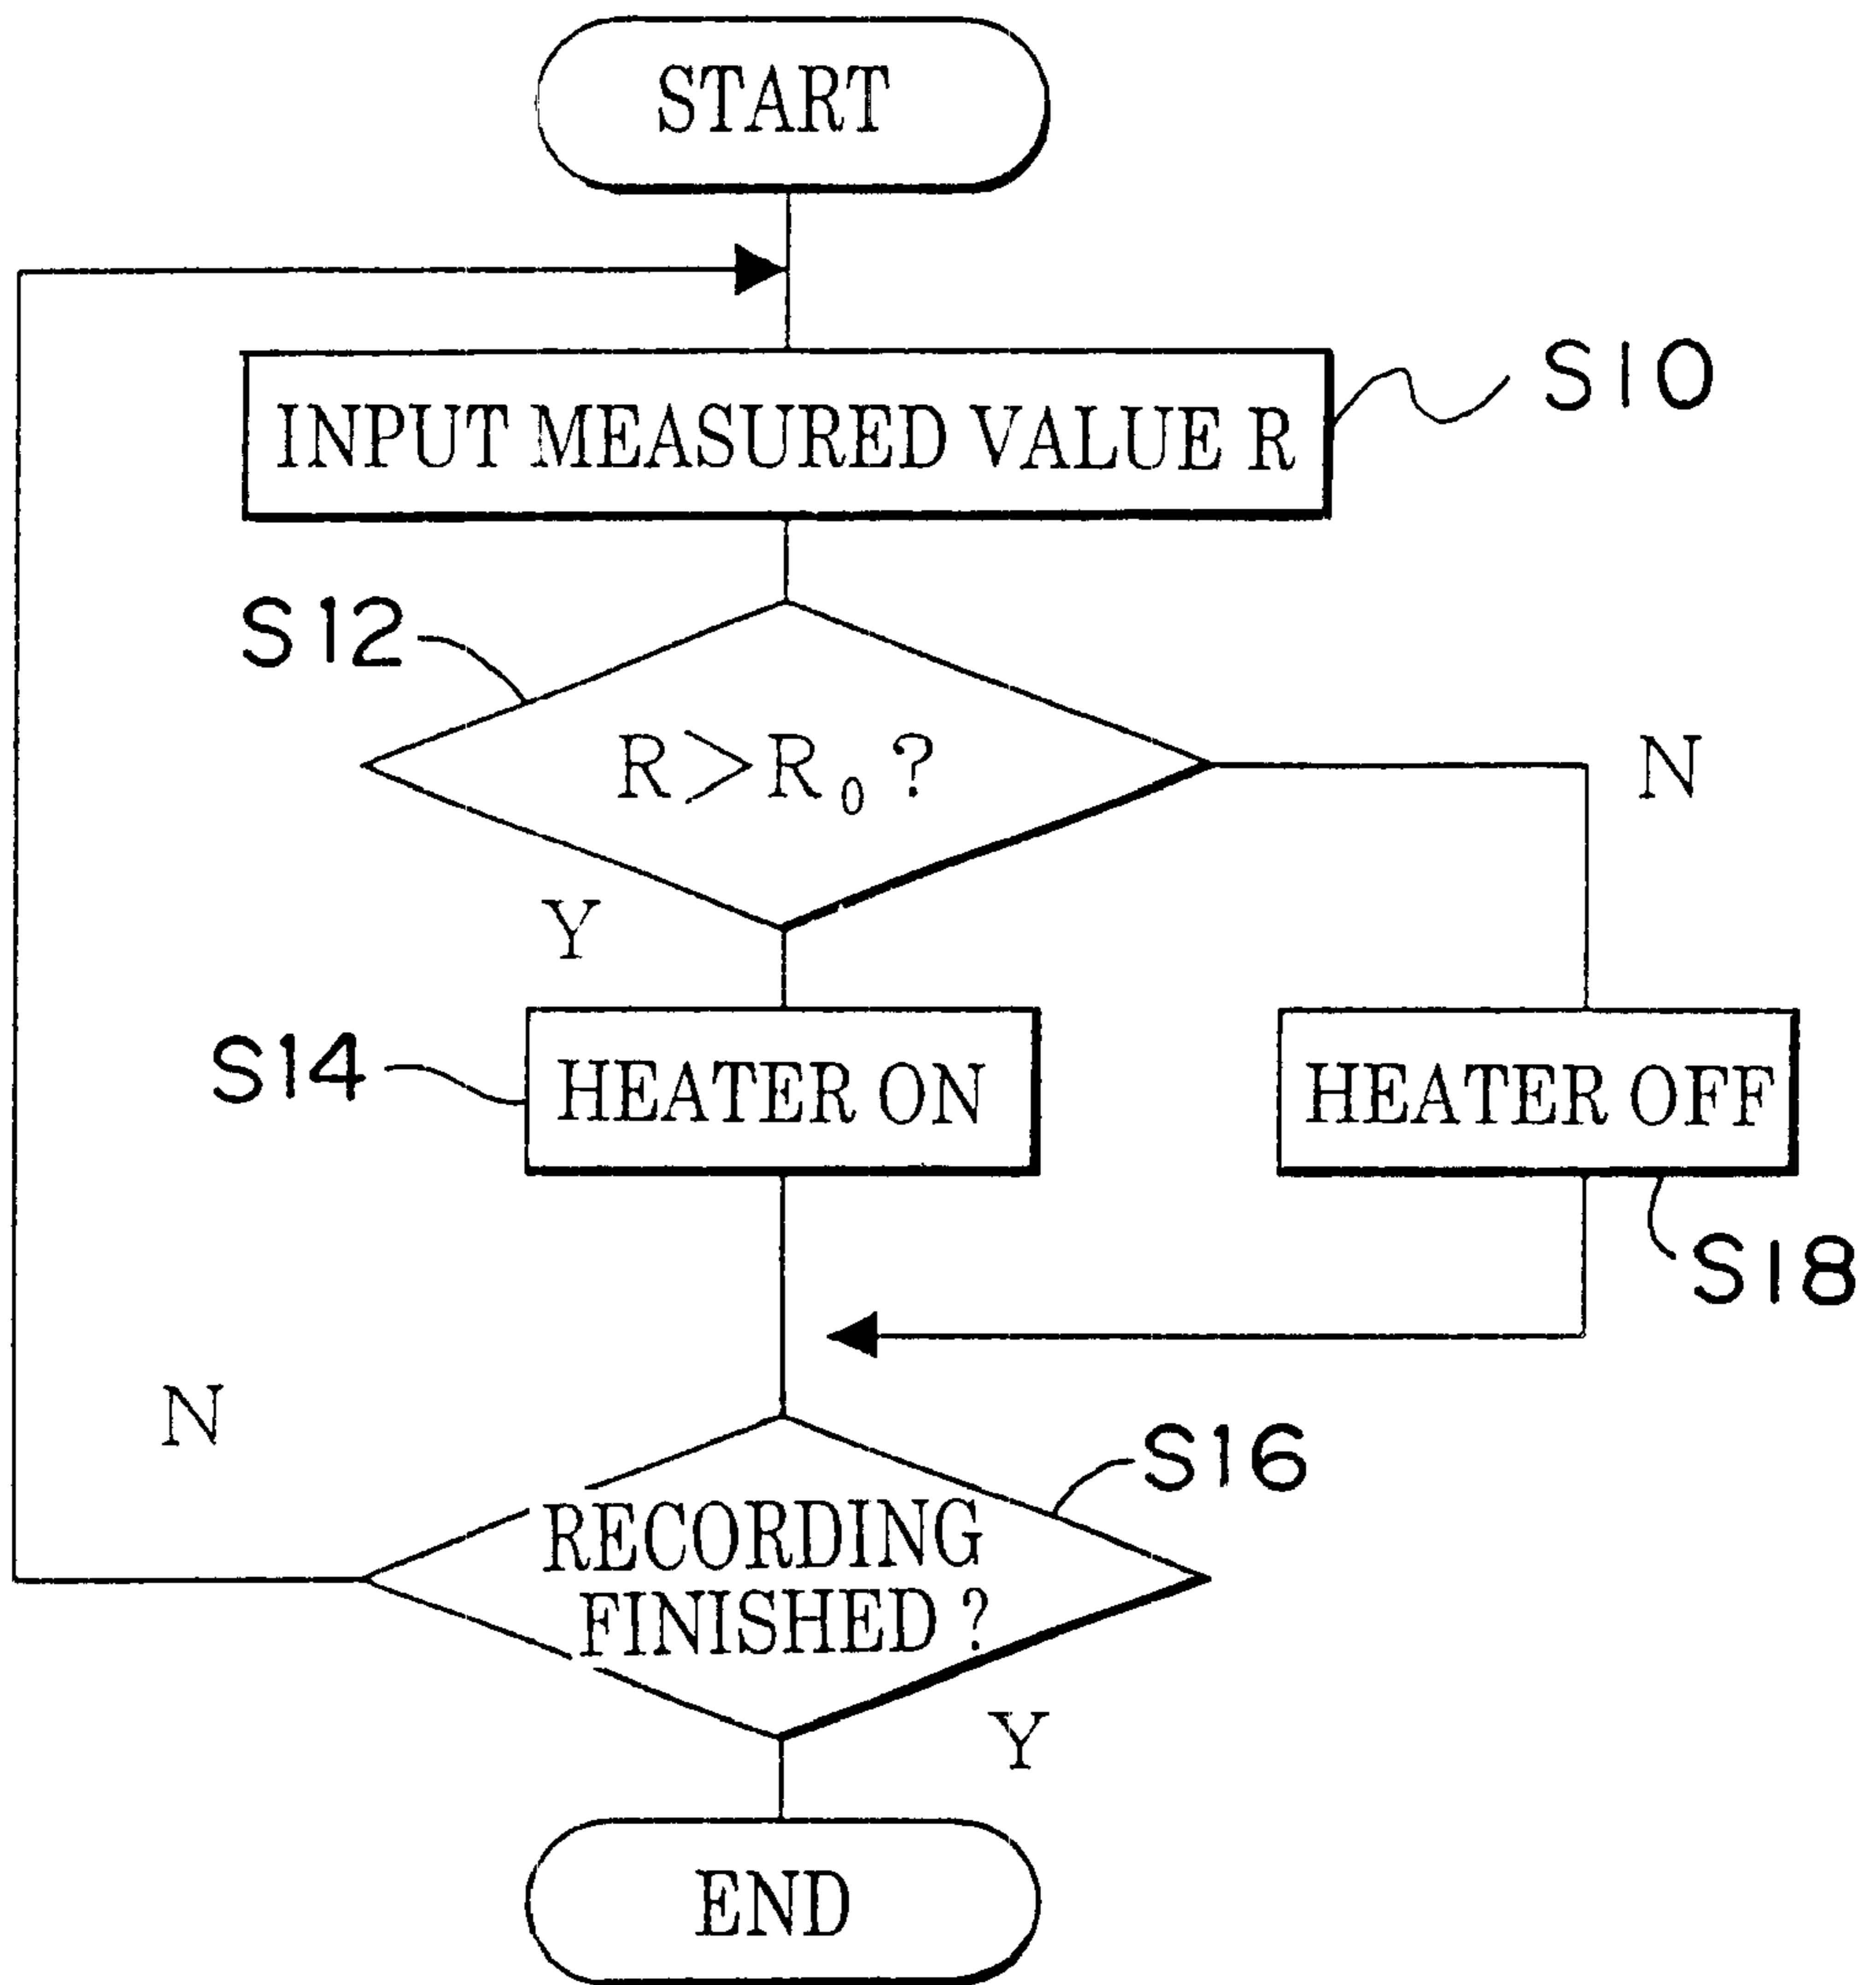 START
INPUT MEASURED VALUE R
S10
S12
R>R₀?
N
Y
S14
HEATER ON
HEATER OFF
S18
N
S16
RECORDING
FINISHED?
Y
END